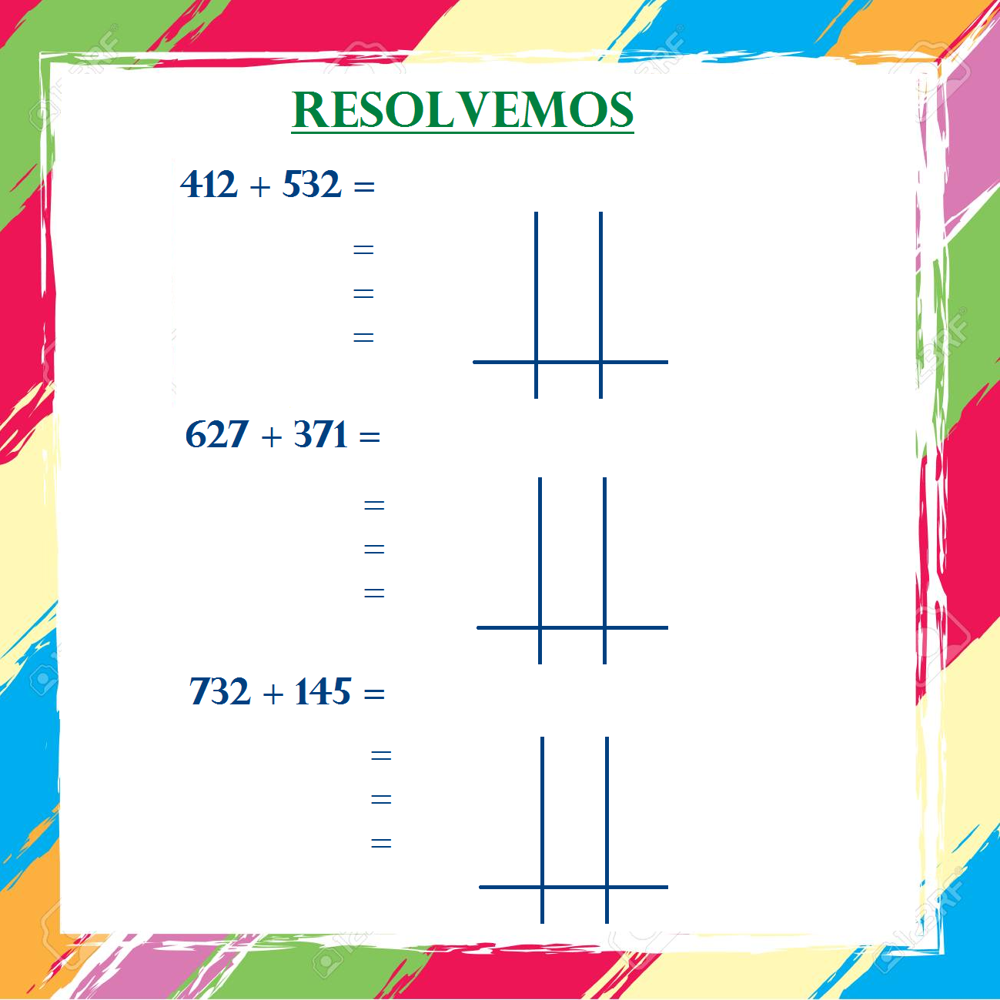 RESOLVEMOS
412 + 532 =
=
=
=
627 + 371 =
=
=
=
732 + 145 =
=
=
=